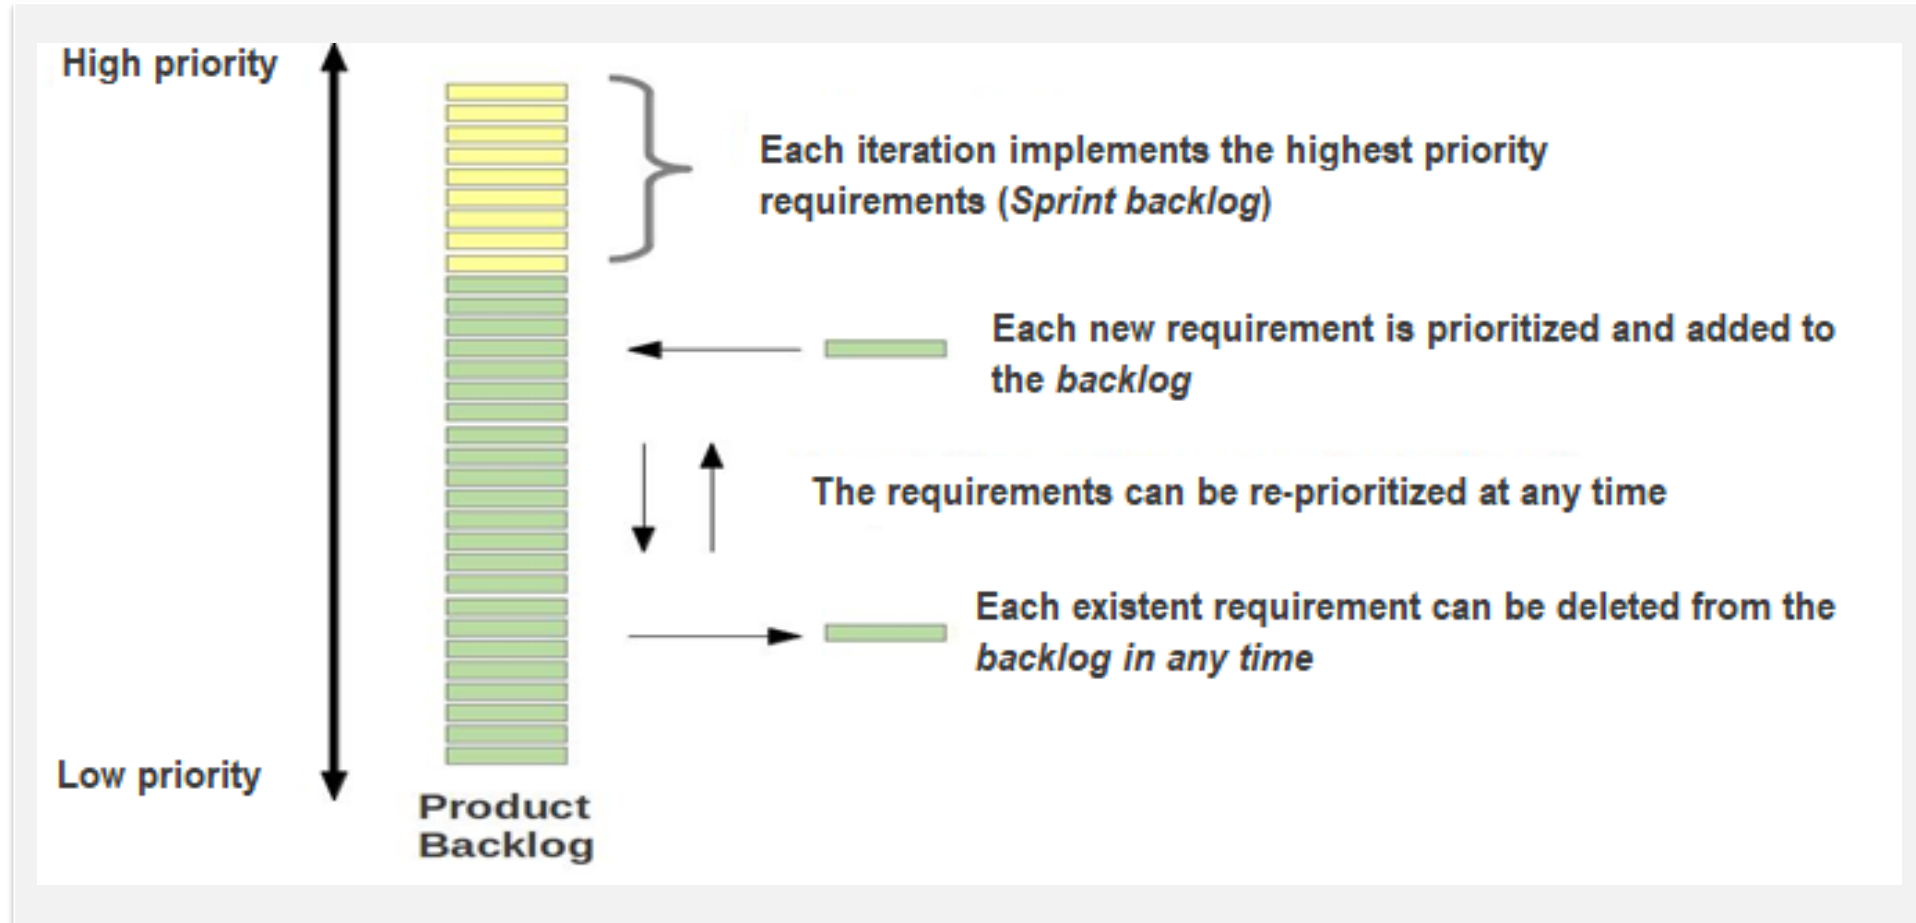 High priority
Each iteration implements the highest priority
requirements (Sprint backlog)
Each new requirement is prioritized and added to
the backlog
The requirements can be re-prioritized at any time
Each existent requirement can be deleted from the
backlog in any time
Low priority
Product
Backlog